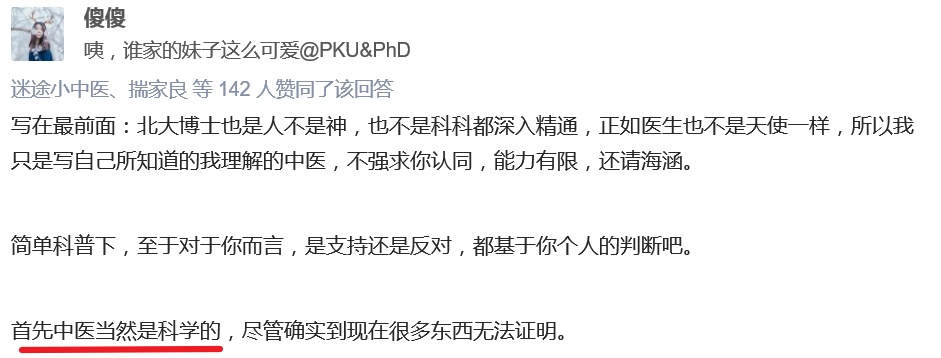 傻傻
咦，谁家的妹子这么可爱@PKU&PhD
迷途小中医、揣家良 等 142 人赞同了该回答
写在最前面：北大博士也是人不是神，也不是科科都深入精通，正如医生也不是天使一样，所以我
只是写自己所知道的我理解的中医，不强求你认同，能力有限，还请海涵。
简单科普下，至于对于你而言，是支持还是反对，都基于你个人的判断吧。
首先中医当然是科学的，尽管确实到现在很多东西无法证明。